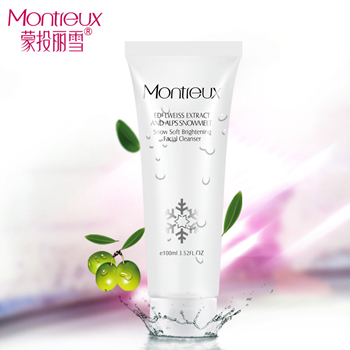 Montreux
蒙投丽雪®
Montreux
EDELWEISS EXTRACT
AND ALPS SNOWMELT
Snow Soft Brightening
Facial Cleanser
e100ml 3.52FL.OZ